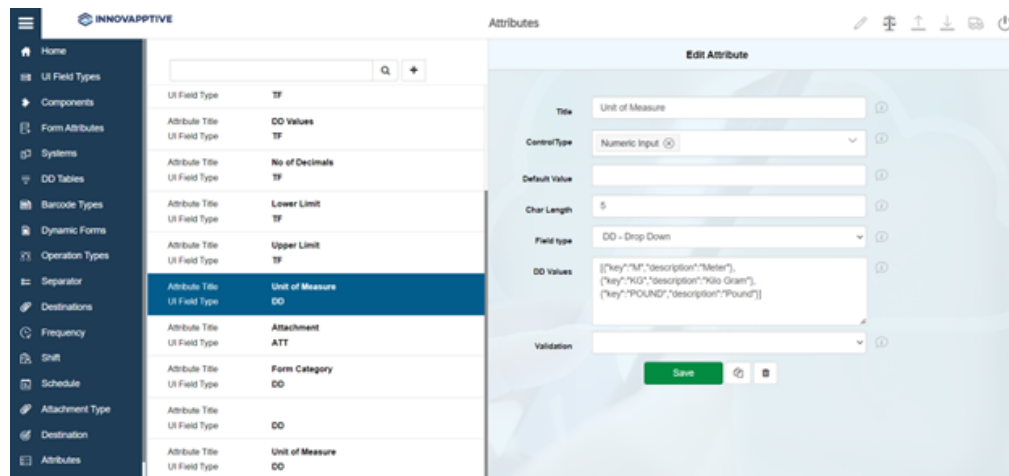 INNOVAPPTIVE
Attributes
Home
UI Field Types
Components
Form Attributes
Systems
DD Tables
Barcode Types
Dynamic Forms
Operation Types
Separator
Destinations
Frequency
Shift
Schedule
Attachment Type
Destination
Attributes
UI Field Type TF
Attribute Title DD Values
UI Field Type TF
Attribute Title No of Decimals
UI Field Type TF
Attribute Title Lower Limit
UI Field Type TF
Attribute Title Upper Limit
UI Field Type TF
Attribute Title Unit of Measure
UI Field Type DD
Attribute Title Attachment
UI Field Type ATT
Attribute Title Form Category
UI Field Type DD
Attribute Title
UI Field Type DD
Attribute Title Unit of Measure
UI Field Type DD
Edit Attribute
Title Unit of Measure
ControlType Numeric Input
Default Value
Char Length 5
Field type DD - Drop Down
DD Values [{"key":"M","description":"Meter"},
{"key":"KG","description":"Kilo Gram"},
{"key":"POUND","description":"Pound"}]
Validation
Save